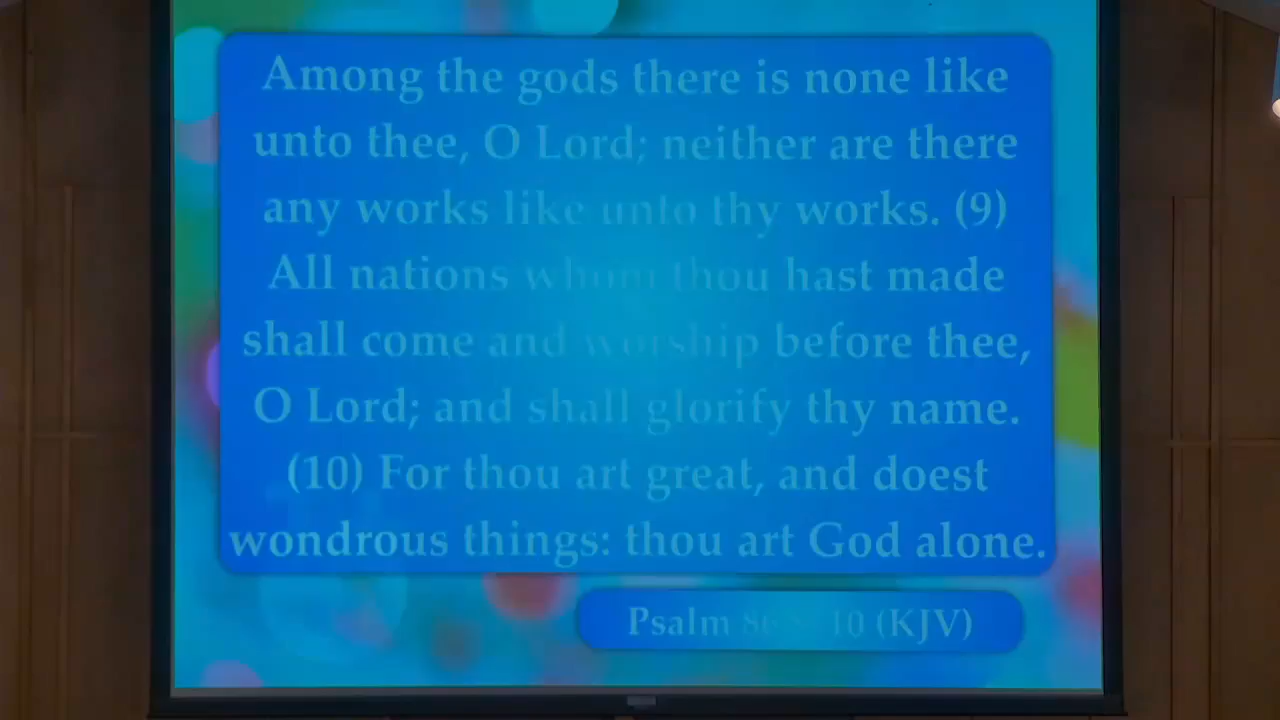 Among the gods there is none like
unto thee, O Lord; neither are there
any works like unto thy works. (9)
All nations whom thou hast made
shall come and worship before thee,
O Lord; and shall glorify thy name.
(10) For thou art great, and doest
wondrous things: thou art God alone.
Psalm 10 (KJV)